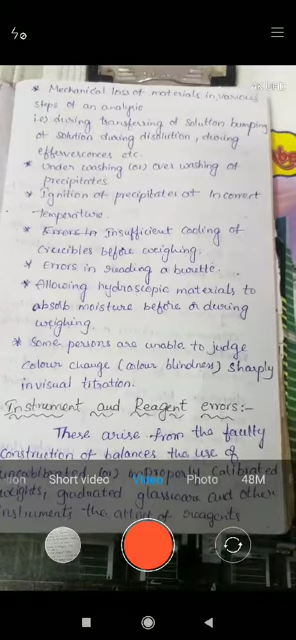 * Mechanical loss of materials in various
steps of an analysis
i.e) during transferring of solution bumping
of solution during disolution, during
effervescences etc.
* Under washing (or) over washing of
Precipitates
* Ignition of precipitates at Incorrect
temperature.
* Errors in Insufficient cooling of
Crucibles before weighing.
* Errors in reading a burette.
* Allowing hydroscopic materials to
absorb moisture before or during
weighing.
* Some persons are unable to judge
colour change (colour blindness) sharply
in visual titration.
Instrument and Reagent errors:-
These arise from the faulty
Construction of balances the use of
uncalibrated (or) improperly Calibrated
weights, graduated glassware and other
instruments the of reagents
Short video
Video
Photo
48M